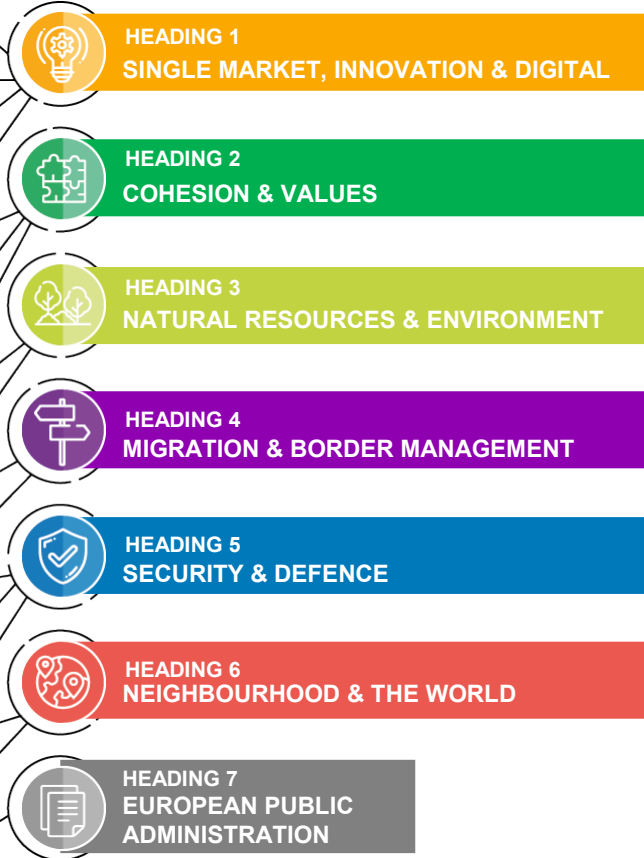 HEADING 1
SINGLE MARKET, INNOVATION & DIGITAL
HEADING 2
COHESION & VALUES
HEADING 3
NATURAL RESOURCES & ENVIRONMENT
HEADING 4
MIGRATION & BORDER MANAGEMENT
HEADING 5
SECURITY & DEFENCE
HEADING 6
NEIGHBOURHOOD & THE WORLD
HEADING 7
EUROPEAN PUBLIC
ADMINISTRATION